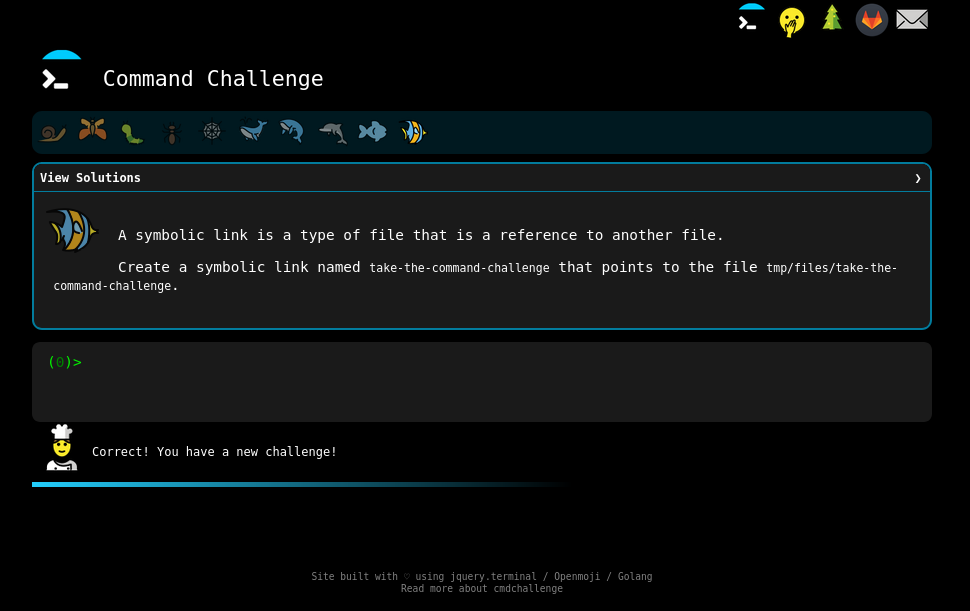 Command Challenge
View Solutions ❯
A symbolic link is a type of file that is a reference to another file.
Create a symbolic link named take-the-command-challenge that points to the file tmp/files/take-the-
command-challenge.
(0)>
Correct! You have a new challenge!
Site built with ♡ using jquery.terminal / Openmoji / Golang
Read more about cmdchallenge